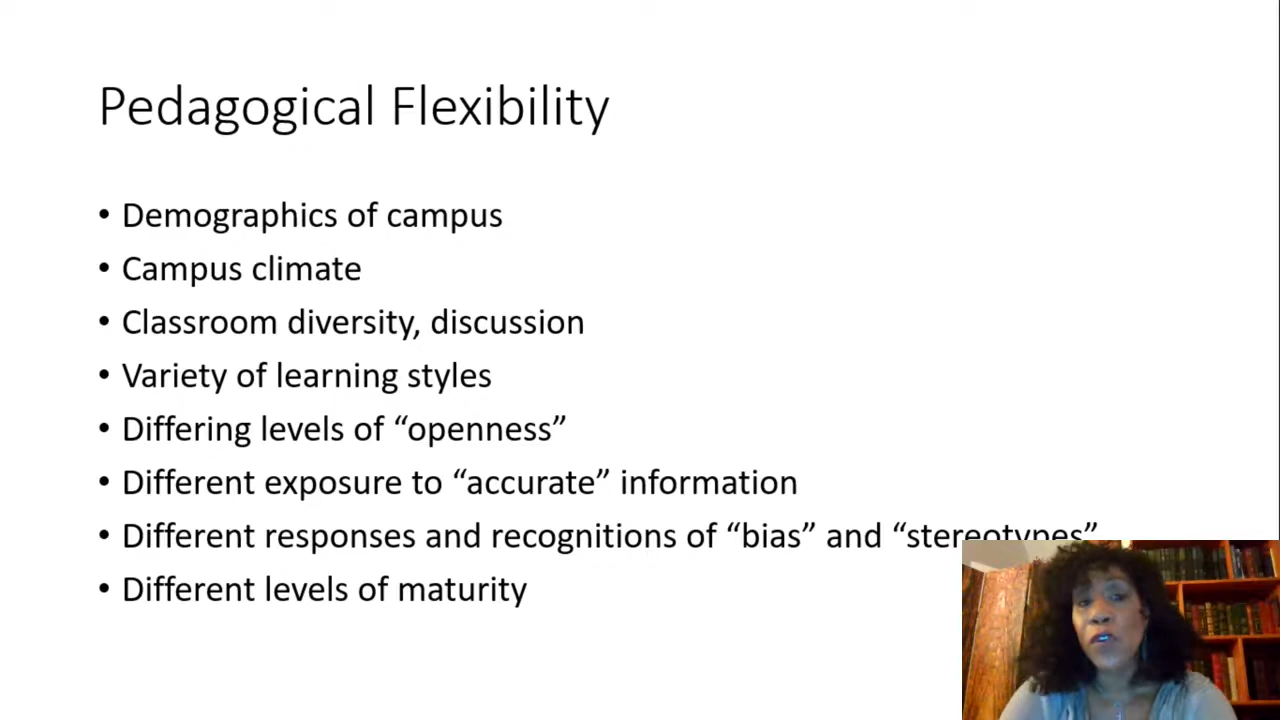 Pedagogical Flexibility
• Demographics of campus
• Campus climate
• Classroom diversity, discussion
• Variety of learning styles
• Differing levels of “openness”
• Different exposure to “accurate” information
• Different responses and recognitions of “bias” and “stereotypes”
• Different levels of maturity